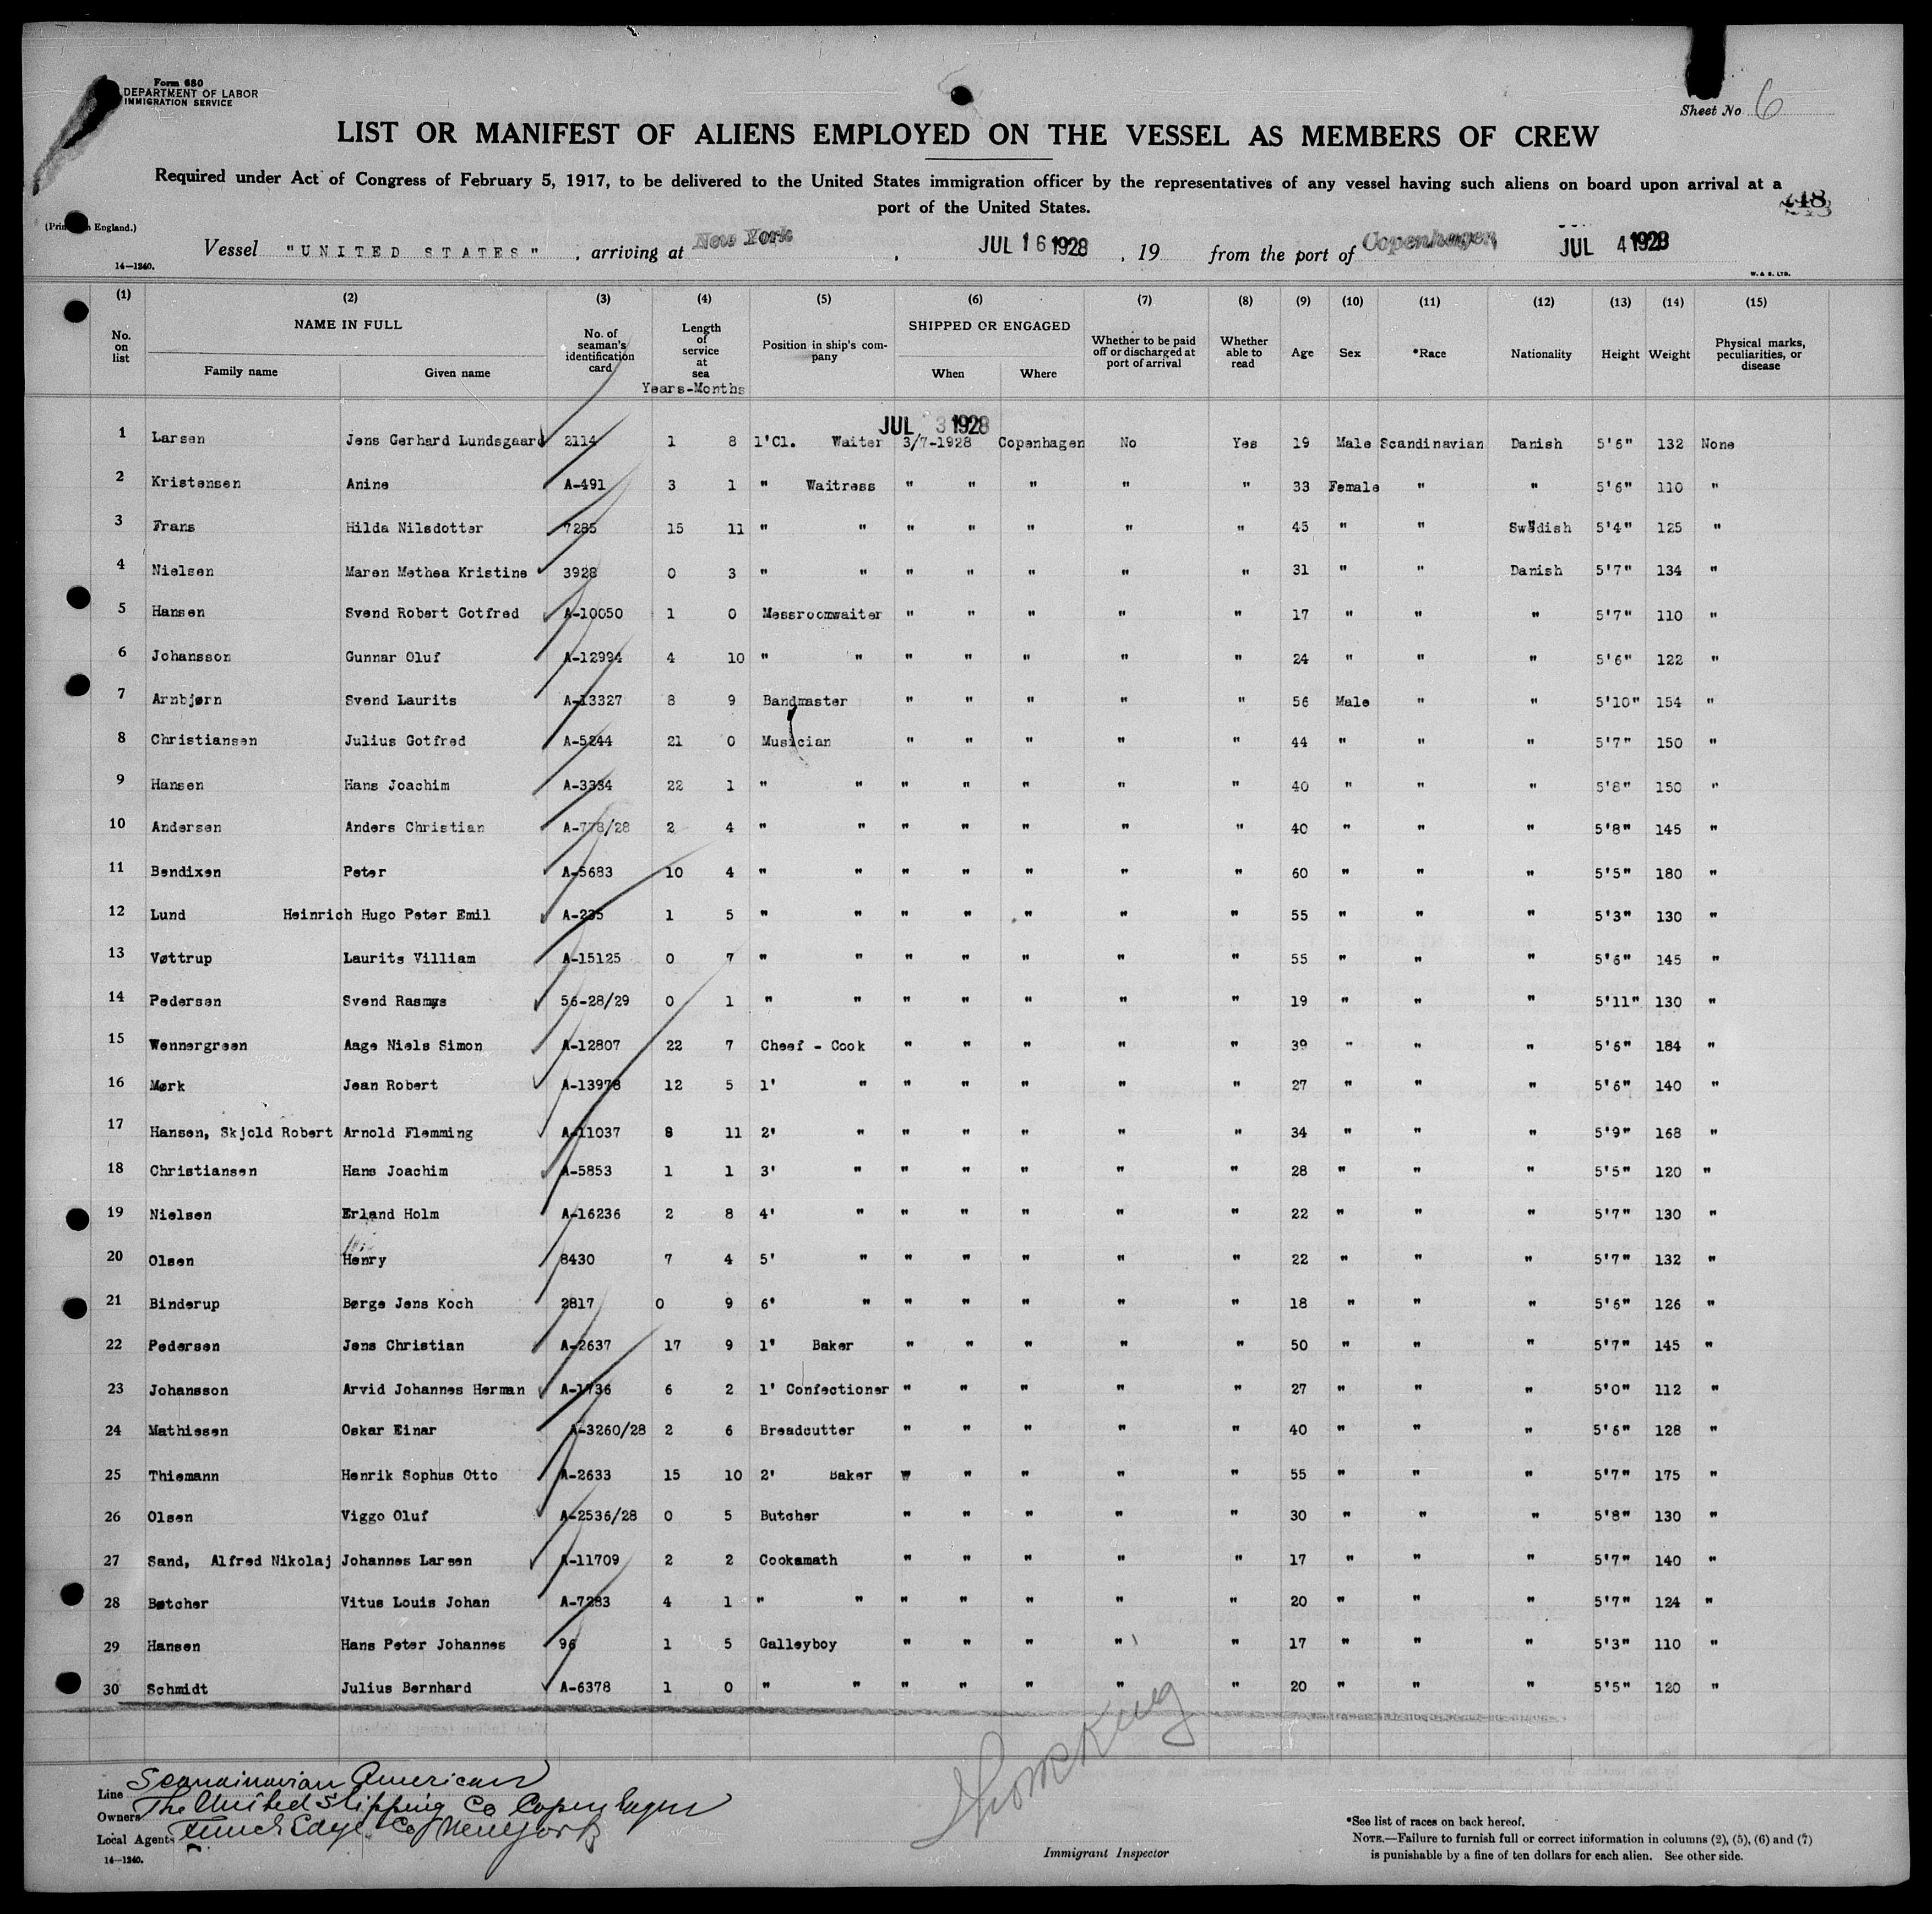 Form 680
DEPARTMENT OF LABOR
IMMIGRATION SERVICE
Sheet No 6
LIST OR MANIFEST OF ALIENS EMPLOYED ON THE VESSEL AS MEMBERS OF CREW
Required under Act of Congress of February 5, 1917, to be delivered to the United States immigration officer by the representatives of any vessel having such aliens on board upon arrival at a
port of the United States.
(Prin England.)
Vessel "UNITED STATES", arriving at New York, JUL 16 1928, 19 from the port of Copenhagen JUL 4 1928
14—1240. W. & S. LTD.
(1) (2) (3) (4) (5) (6) (7) (8) (9) (10) (11) (12) (13) (14) (15)
No. on list NAME IN FULL Family name Given name No. of seaman's identification card Length of service at sea Years-Months Position in ship's company SHIPPED OR ENGAGED When Where Whether to be paid off or discharged at port of arrival Whether able to read Age Sex *Race Nationality Height Weight Physical marks, peculiarities, or disease
JUL 3 1928
1 Larsen Jens Gerhard Lundsgaard 2114 1 8 1'Cl. Waiter 3/7-1928 Copenhagen No Yes 19 Male Scandinavian Danish 5'6" 132 None
2 Kristensen Anine A-491 3 1 " Waitress " " " " " 33 Female " " 5'6" 110 "
3 Frans Hilda Nilsdotter 7285 15 11 " " " " " " " 45 " " Swedish 5'4" 125 "
4 Nielsen Maren Methea Kristine 3928 0 3 " " " " " " " 31 " " Danish 5'7" 134 "
5 Hansen Svend Robert Gotfred A-10050 1 0 Messroomwaiter " " " " " 17 " " " 5'7" 110 "
6 Johansson Gunnar Oluf A-12994 4 10 " " " " " " " 24 " " " 5'6" 122 "
7 Arnbjørn Svend Laurits A-13327 8 9 Bandmaster " " " " " 56 Male " " 5'10" 154 "
8 Christiansen Julius Gotfred A-5244 21 0 Musician " " " " " 44 " " " 5'7" 150 "
9 Hansen Hans Joachim A-3334 22 1 " " " " " " " 40 " " " 5'8" 150 "
10 Andersen Anders Christian A-778/28 2 4 " " " " " " " 40 " " " 5'8" 145 "
11 Bendixen Peter A-5683 10 4 " " " " " " " 60 " " " 5'5" 180 "
12 Lund Heinrich Hugo Peter Emil A-235 1 5 " " " " " " " 55 " " " 5'3" 130 "
13 Vøttrup Laurits Villiam A-15125 0 7 " " " " " " " 55 " " " 5'6" 145 "
14 Pedersen Svend Rasmus 56-28/29 0 1 " " " " " " " 19 " " " 5'11" 130 "
15 Wennergreen Aage Niels Simon A-12807 22 7 Cheef - Cook " " " " " 39 " " " 5'6" 184 "
16 Mørk Jean Robert A-13978 12 5 1' " " " " " " 27 " " " 5'6" 140 "
17 Hansen, Skjold Robert Arnold Flemming A-11037 8 11 2' " " " " " " 34 " " " 5'9" 168 "
18 Christiansen Hans Joachim A-5853 1 1 3' " " " " " " 28 " " " 5'5" 120 "
19 Nielsen Erland Holm A-16236 2 8 4' " " " " " " 22 " " " 5'7" 130 "
20 Olsen Henry 8430 7 4 5' " " " " " " 22 " " " 5'7" 132 "
21 Binderup Børge Jens Koch 2817 0 9 6' " " " " " " 18 " " " 5'6" 126 "
22 Pedersen Jens Christian A-2637 17 9 1' Baker " " " " " 50 " " " 5'7" 145 "
23 Johansson Arvid Johannes Herman A-1736 6 2 1' Confectioner " " " " " 27 " " " 5'0" 112 "
24 Mathiesen Oskar Einar A-3260/28 2 6 Breadcutter " " " " " 40 " " " 5'6" 128 "
25 Thiemann Henrik Sophus Otto A-2633 15 10 2' Baker " " " " " 55 " " " 5'7" 175 "
26 Olsen Viggo Oluf A-2536/28 0 5 Butcher " " " " " 30 " " " 5'8" 130 "
27 Sand, Alfred Nikolaj Johannes Larsen A-11709 2 2 Cooksmath " " " " " 17 " " " 5'7" 140 "
28 Bøtcher Vitus Louis Johan A-7283 4 1 " " " " " " " 20 " " " 5'7" 124 "
29 Hansen Hans Peter Johannes 96 1 5 Galleyboy " " " " " 17 " " " 5'3" 110 "
30 Schmidt Julius Bernhard A-6378 1 0 " " " " " " " 20 " " " 5'5" 120 "
Line Scandinavian American
Owners The United Shipping Co Copenhagen
Local Agents Funch Edye Co New York
14—1240.
Immigrant Inspector
*See list of races on back hereof.
NOTE.—Failure to furnish full or correct information in columns (2), (5), (6) and (7)
is punishable by a fine of ten dollars for each alien. See other side.